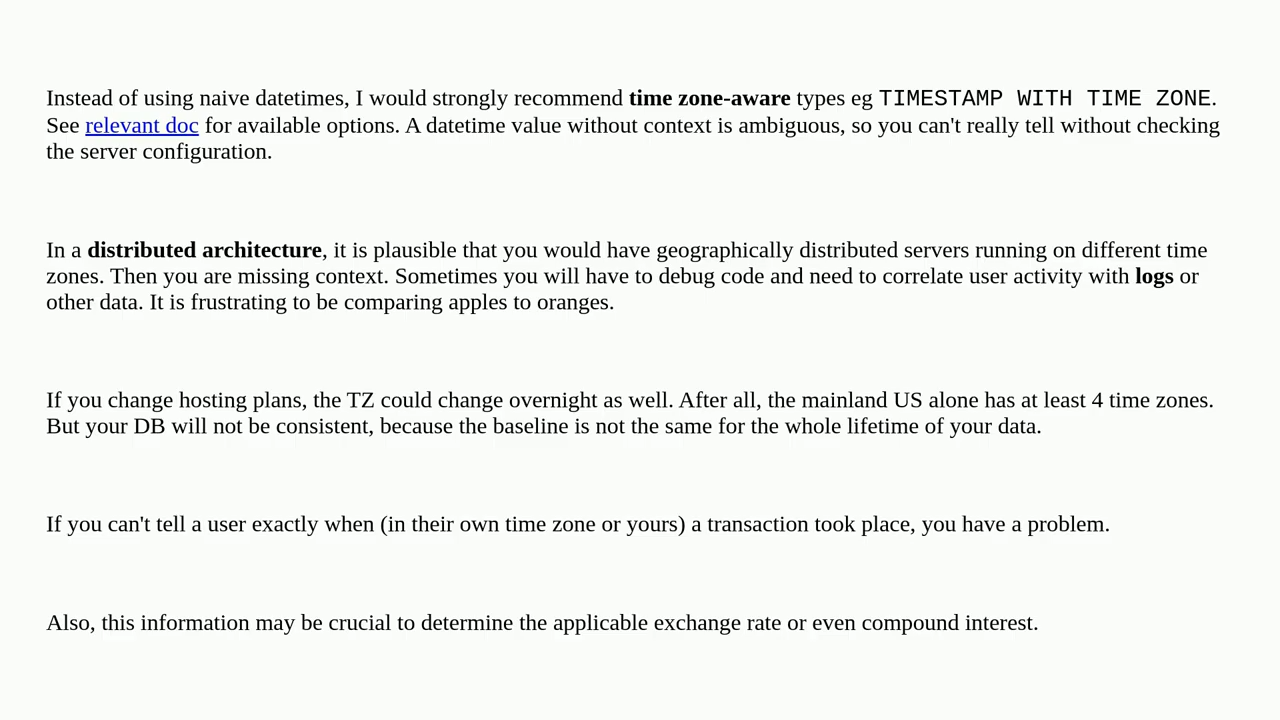 Instead of using naive datetimes, I would strongly recommend time zone-aware types eg TIMESTAMP WITH TIME ZONE.
See relevant doc for available options. A datetime value without context is ambiguous, so you can't really tell without checking
the server configuration.
In a distributed architecture, it is plausible that you would have geographically distributed servers running on different time
zones. Then you are missing context. Sometimes you will have to debug code and need to correlate user activity with logs or
other data. It is frustrating to be comparing apples to oranges.
If you change hosting plans, the TZ could change overnight as well. After all, the mainland US alone has at least 4 time zones.
But your DB will not be consistent, because the baseline is not the same for the whole lifetime of your data.
If you can't tell a user exactly when (in their own time zone or yours) a transaction took place, you have a problem.
Also, this information may be crucial to determine the applicable exchange rate or even compound interest.